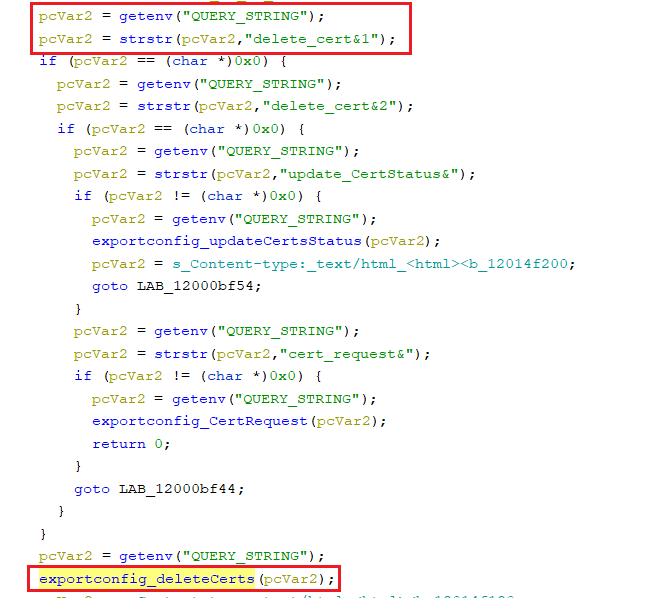 pcVar2 = getenv("QUERY_STRING");
pcVar2 = strstr(pcVar2,"delete_cert&1");
if (pcVar2 == (char *)0x0) {
pcVar2 = getenv("QUERY_STRING");
pcVar2 = strstr(pcVar2,"delete_cert&2");
if (pcVar2 == (char *)0x0) {
pcVar2 = getenv("QUERY_STRING");
pcVar2 = strstr(pcVar2,"update_CertStatus&");
if (pcVar2 != (char *)0x0) {
pcVar2 = getenv("QUERY_STRING");
exportconfig_updateCertsStatus(pcVar2);
pcVar2 = s_Content-type:_text/html_<html><b_12014f200;
goto LAB_12000bf54;
}
pcVar2 = getenv("QUERY_STRING");
pcVar2 = strstr(pcVar2,"cert_request&");
if (pcVar2 != (char *)0x0) {
pcVar2 = getenv("QUERY_STRING");
exportconfig_CertRequest(pcVar2);
return 0;
}
goto LAB_12000bf44;
}
}
pcVar2 = getenv("QUERY_STRING");
exportconfig_deleteCerts(pcVar2);